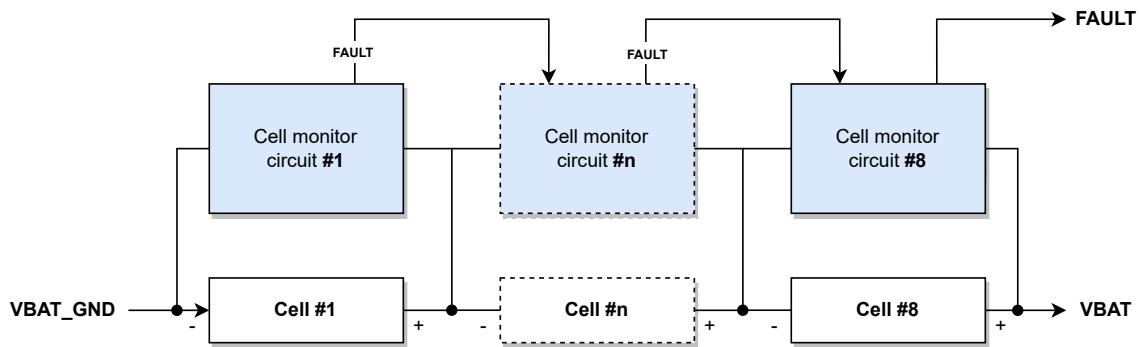 FAULT
FAULT
FAULT
Cell monitor
circuit #1
Cell monitor
circuit #n
Cell monitor
circuit #8
VBAT_GND
Cell #1
Cell #n
Cell #8
VBAT
- + - + - +